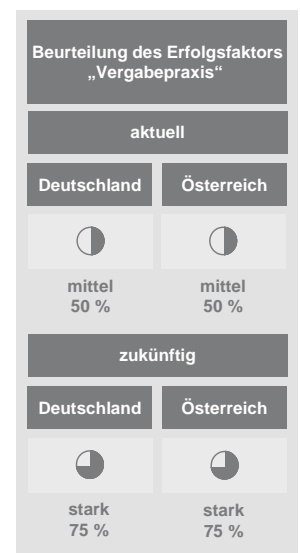 Beurteilung des Erfolgsfaktors
„Vergabepraxis“
aktuell
Deutschland Österreich
mittel mittel
50 % 50 %
zukünftig
Deutschland Österreich
stark stark
75 % 75 %